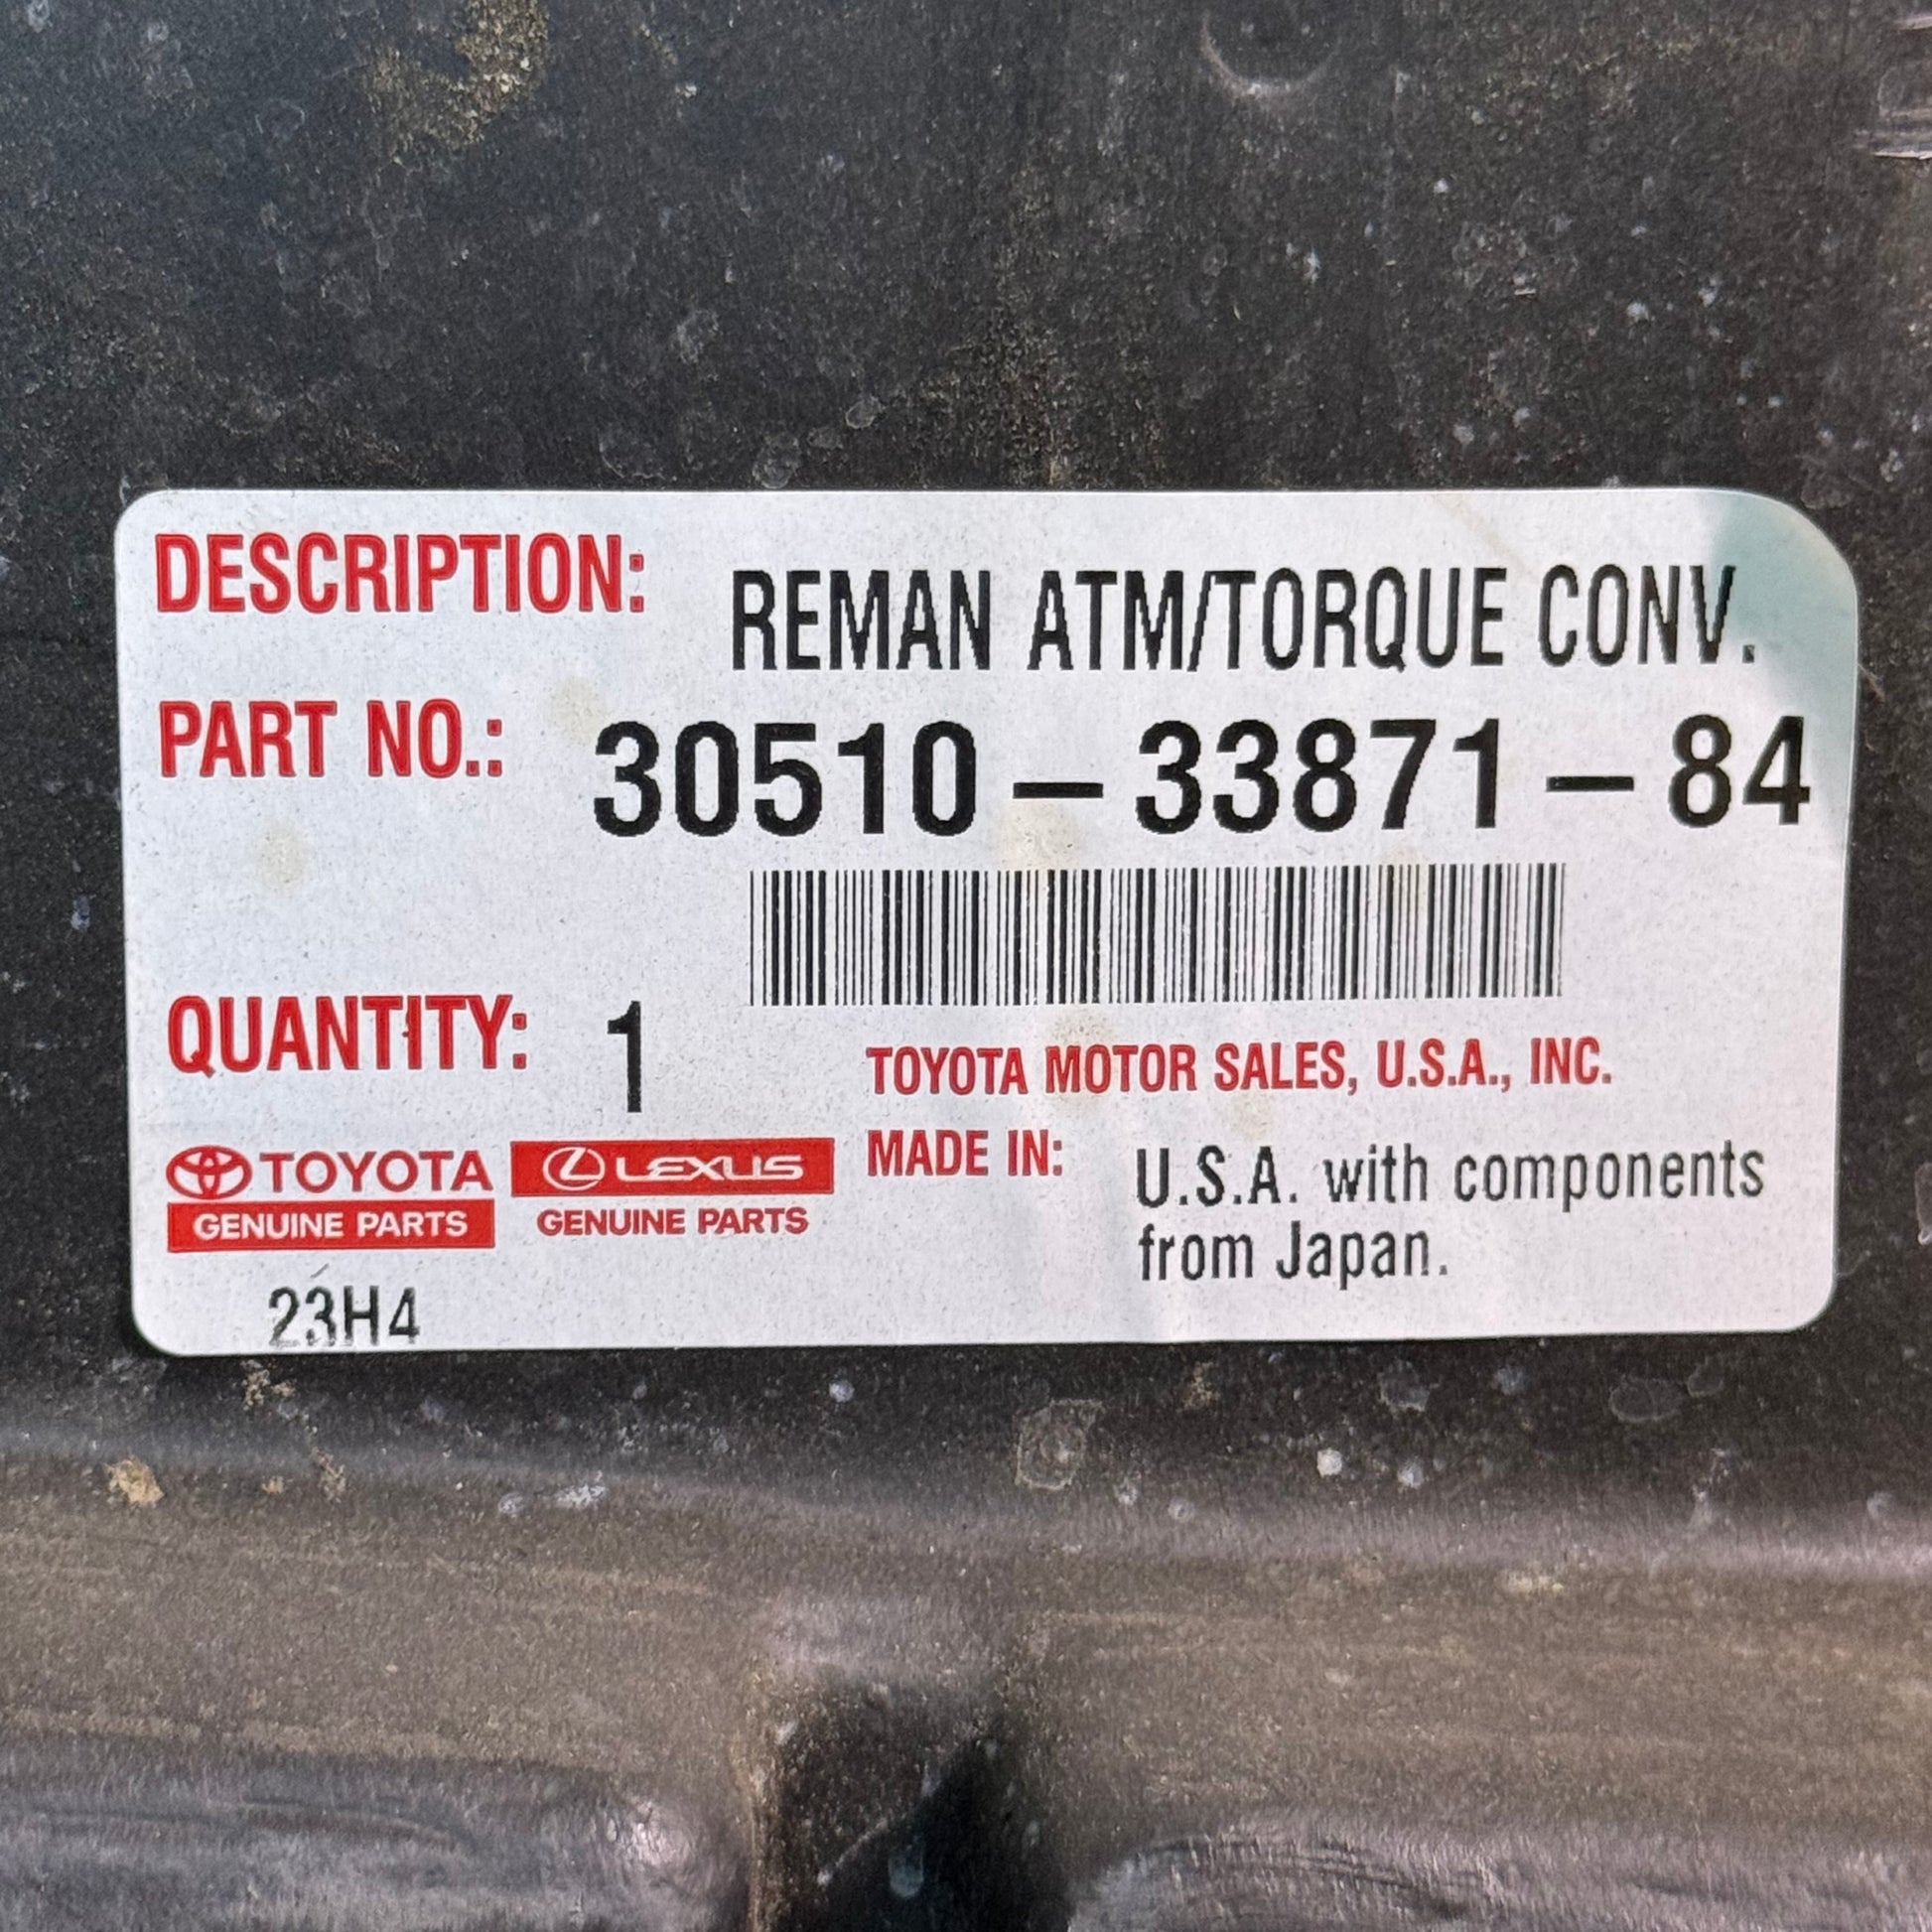 DESCRIPTION: REMAN ATM/TORQUE CONV.
PART NO.: 30510-33871-84
QUANTITY: 1
TOYOTA MOTOR SALES, U.S.A., INC.
TOYOTA
GENUINE PARTS
LEXUS
GENUINE PARTS
MADE IN: U.S.A. with components
from Japan.
23H4